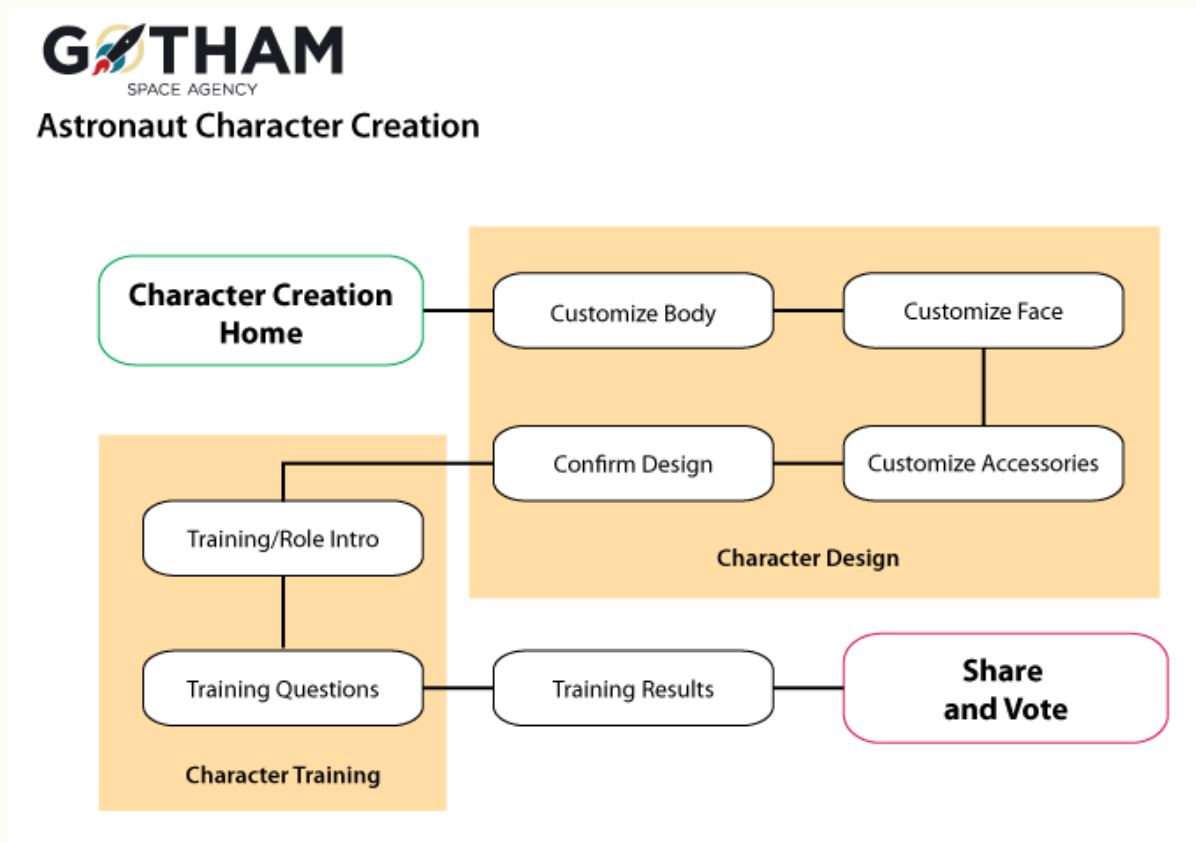 GOTHAM
SPACE AGENCY
Astronaut Character Creation
Character Creation
Home
Customize Body
Customize Face
Customize Accessories
Confirm Design
Character Design
Training/Role Intro
Training Questions
Character Training
Training Results
Share
and Vote